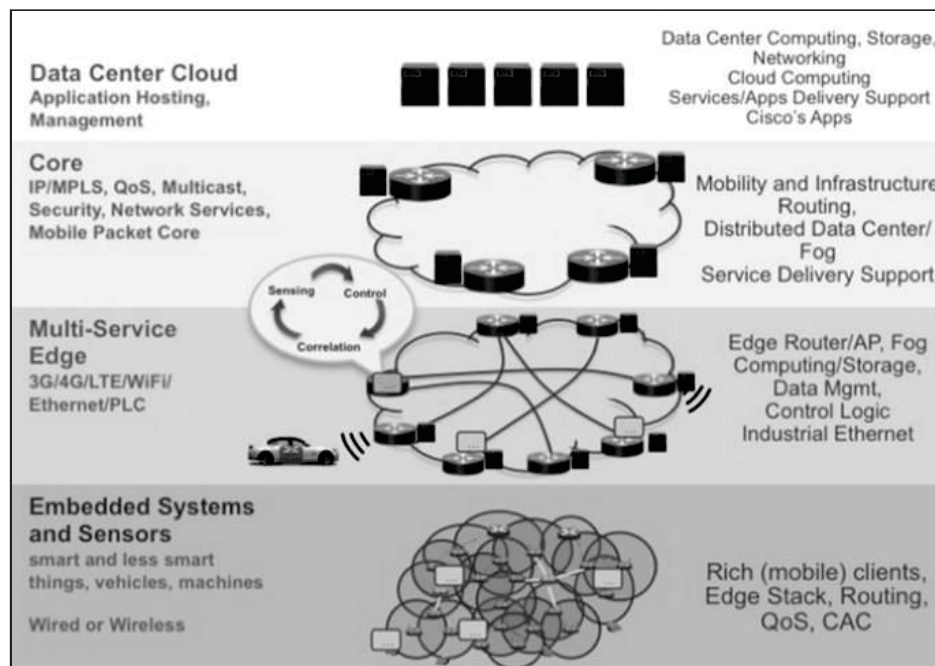 Data Center Cloud
Application Hosting,
Management
Data Center Computing, Storage,
Networking
Cloud Computing
Services/Apps Delivery Support
Cisco's Apps
Core
IP/MPLS, QoS, Multicast,
Security, Network Services,
Mobile Packet Core
Mobility and Infrastructure
Routing,
Distributed Data Center/
Fog
Service Delivery Support
Sensing
Control
Correlation
Multi-Service
Edge
3G/4G/LTE/WiFi/
Ethernet/PLC
Edge Router/AP, Fog
Computing/Storage,
Data Mgmt,
Control Logic
Industrial Ethernet
Embedded Systems
and Sensors
smart and less smart
things, vehicles, machines
Wired or Wireless
Rich (mobile) clients,
Edge Stack, Routing,
QoS, CAC